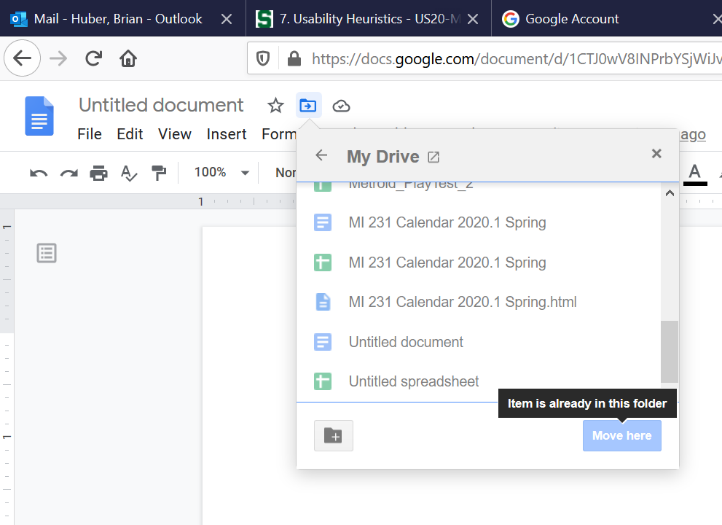 Mail - Huber, Brian - Outlook
7. Usability Heuristics - US20-M
Google Account
https://docs.google.com/document/d/1CTJ0wV8INPrbYSjWiJv
Untitled document
File Edit View Insert Form
ago
100%
Nor
A
1
My Drive
Metroid_PlayTest_2
MI 231 Calendar 2020.1 Spring
MI 231 Calendar 2020.1 Spring
MI 231 Calendar 2020.1 Spring.html
Untitled document
Untitled spreadsheet
Item is already in this folder
Move here
1
1